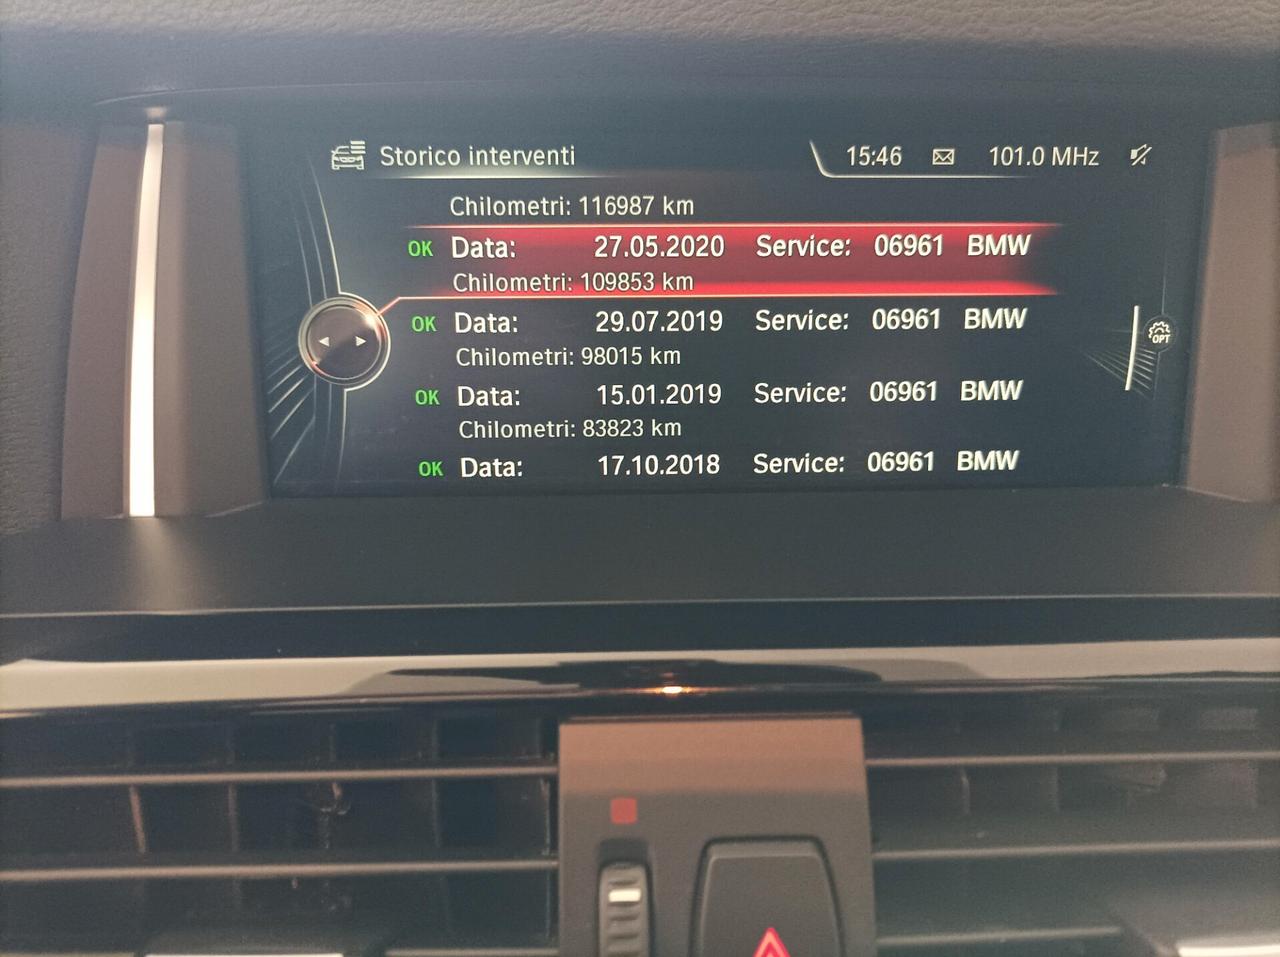 Storico interventi 15:46 101.0 MHz
Chilometri: 116987 km
OK Data: 27.05.2020 Service: 06961 BMW
Chilometri: 109853 km
OK Data: 29.07.2019 Service: 06961 BMW
Chilometri: 98015 km
OK Data: 15.01.2019 Service: 06961 BMW
Chilometri: 83823 km
OK Data: 17.10.2018 Service: 06961 BMW
OPT